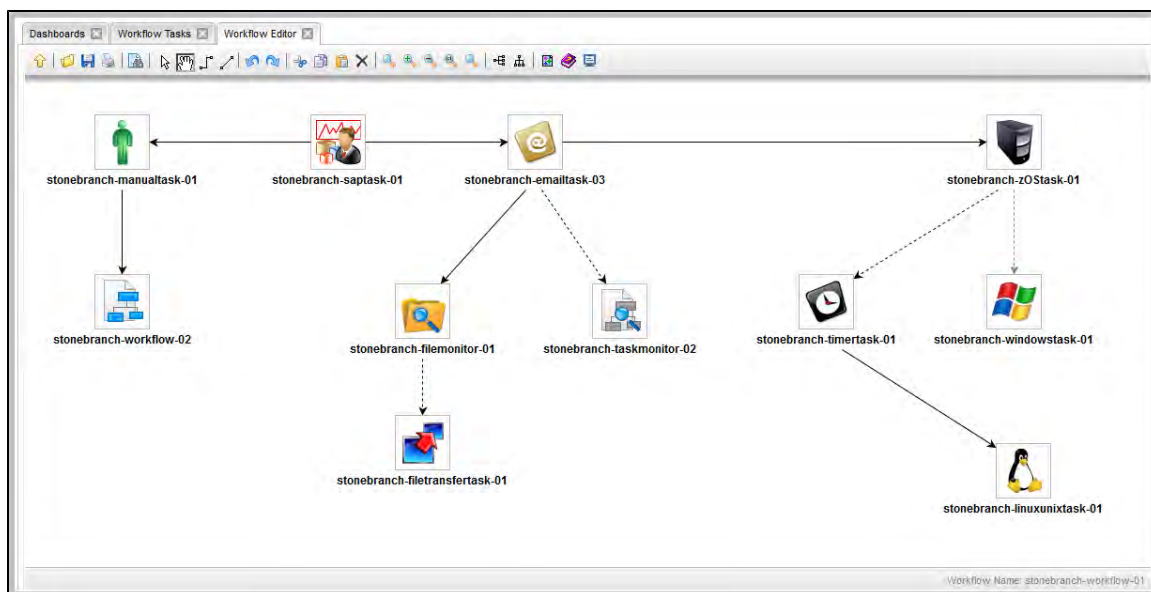 Dashboards Workflow Tasks Workflow Editor
stonebranch-manualtask-01 stonebranch-saptask-01 stonebranch-emailtask-03 stonebranch-zOStask-01
stonebranch-workflow-02 stonebranch-filemonitor-01 stonebranch-taskmonitor-02 stonebranch-timertask-01 stonebranch-windowstask-01
stonebranch-filetransfertask-01
stonebranch-linuxunixtask-01
Workflow Name: stonebranch-workflow-01